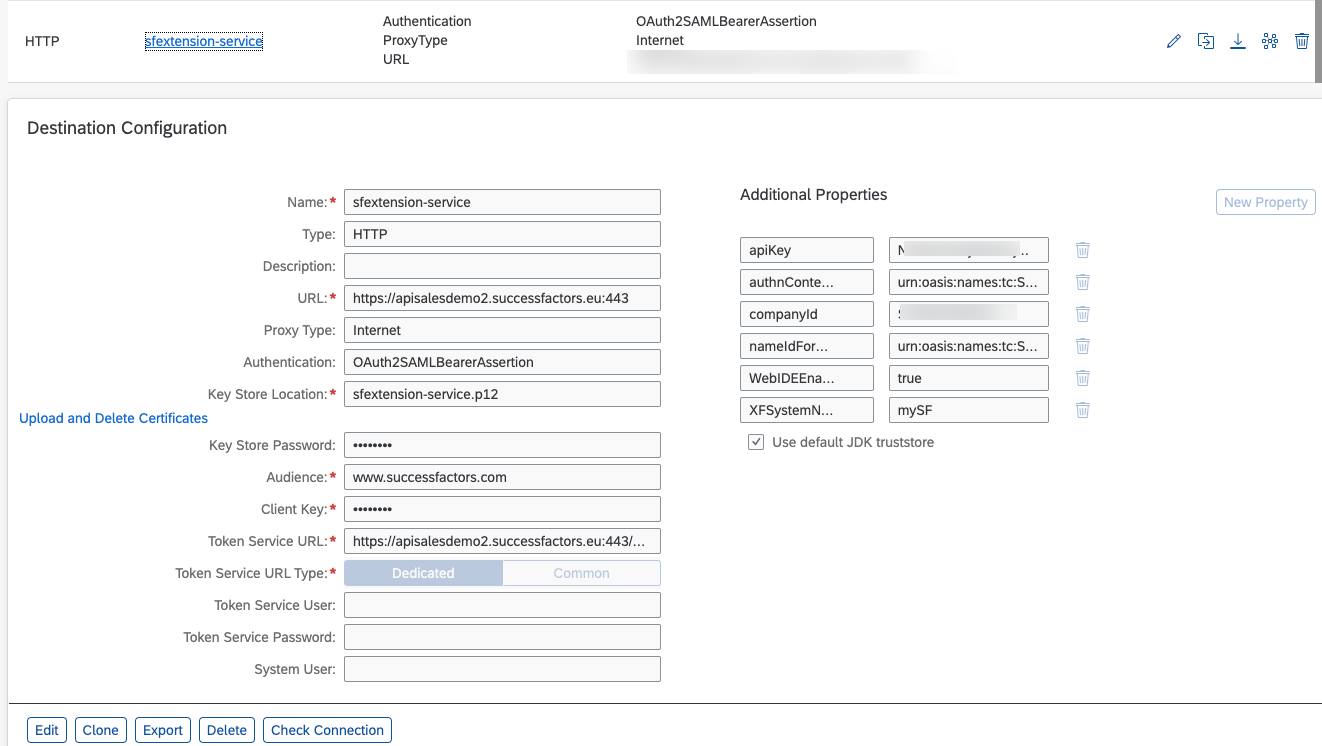 HTTP
sfextension-service
Authentication
OAuth2SAMLBearerAssertion
ProxyType
Internet
URL
Destination Configuration
Name:*
sfextension-service
Type:
HTTP
Description:
URL:*
https://apisalesdemo2.successfactors.eu:443
Proxy Type:
Internet
Authentication:
OAuth2SAMLBearerAssertion
Key Store Location:*
sfextension-service.p12
Upload and Delete Certificates
Key Store Password:
••••••••
Audience:*
www.successfactors.com
Client Key:*
••••••••
Token Service URL:*
https://apisalesdemo2.successfactors.eu:443/...
Token Service URL Type:*
Dedicated
Common
Token Service User:
Token Service Password:
System User:
Additional Properties
New Property
apiKey
authnConte...
urn:oasis:names:tc:S...
companyId
nameIdFor...
urn:oasis:names:tc:S...
WebIDEEna...
true
XFSystemN...
mySF
Use default JDK truststore
Edit
Clone
Export
Delete
Check Connection